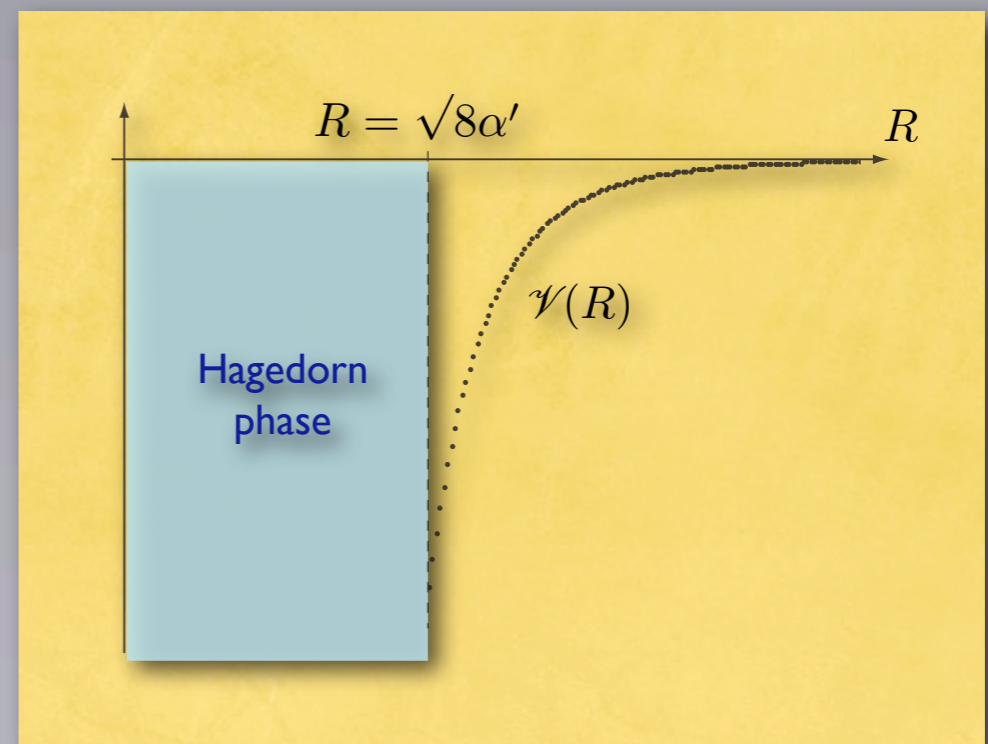 R = √8α′
R
𝒱(R)
Hagedorn
phase